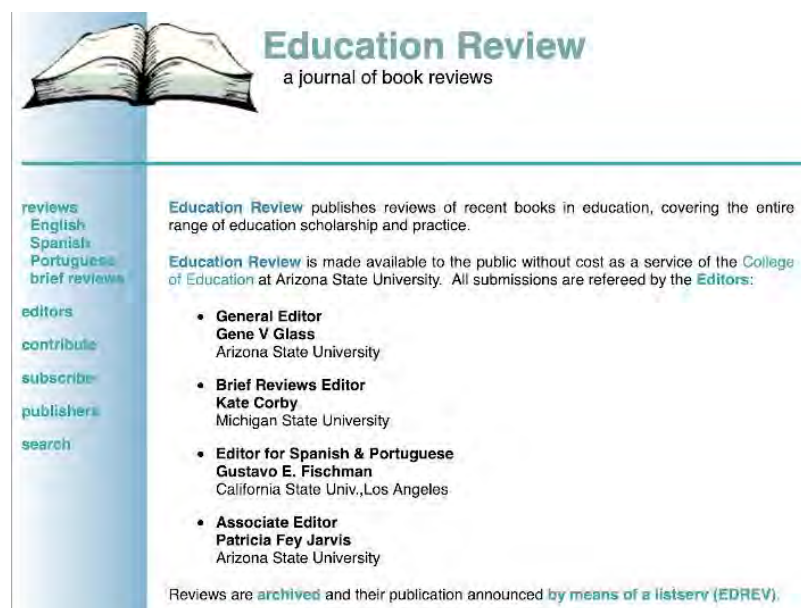 Education Review
a journal of book reviews
reviews
English
Spanish
Portuguese
brief reviews
editors
contribute
subscribe
publishers
search
Education Review publishes reviews of recent books in education, covering the entire
range of education scholarship and practice.
Education Review is made available to the public without cost as a service of the College
of Education at Arizona State University. All submissions are refereed by the Editors:
• General Editor
Gene V Glass
Arizona State University
• Brief Reviews Editor
Kate Corby
Michigan State University
• Editor for Spanish & Portuguese
Gustavo E. Fischman
California State Univ.,Los Angeles
• Associate Editor
Patricia Fey Jarvis
Arizona State University
Reviews are archived and their publication announced by means of a listserv (EDREV).